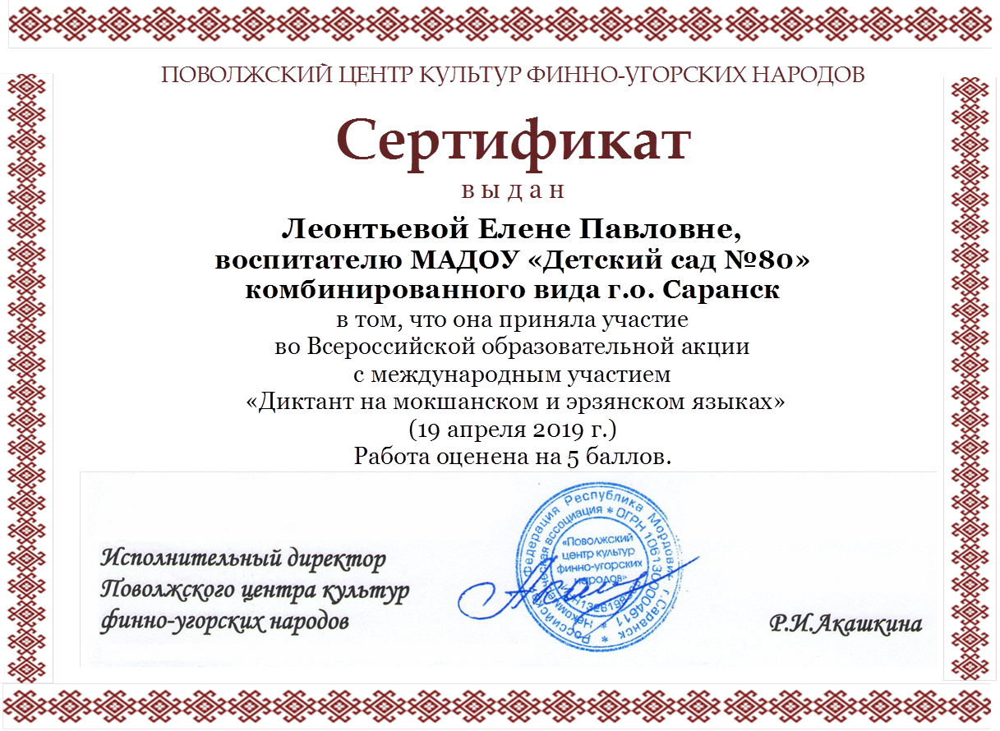 ПОВОЛЖСКИЙ ЦЕНТР КУЛЬТУР ФИННО-УГОРСКИХ НАРОДОВ
Сертификат
выдан
Леонтьевой Елене Павловне,
воспитателю МАДОУ «Детский сад №80»
комбинированного вида г.о. Саранск
в том, что она приняла участие
во Всероссийской образовательной акции
с международным участием
«Диктант на мокшанском и эрзянском языках»
(19 апреля 2019 г.)
Работа оценена на 5 баллов.
Российская Федерация Республика Мордовия г.Саранск *
Некоммерческая ассоциация * ОГРН 1061300004611 *
«Поволжский
центр культур
финно-угорских
народов»
Исполнительный директор
Поволжского центра культур
финно-угорских народов
Р.И.Акашкина